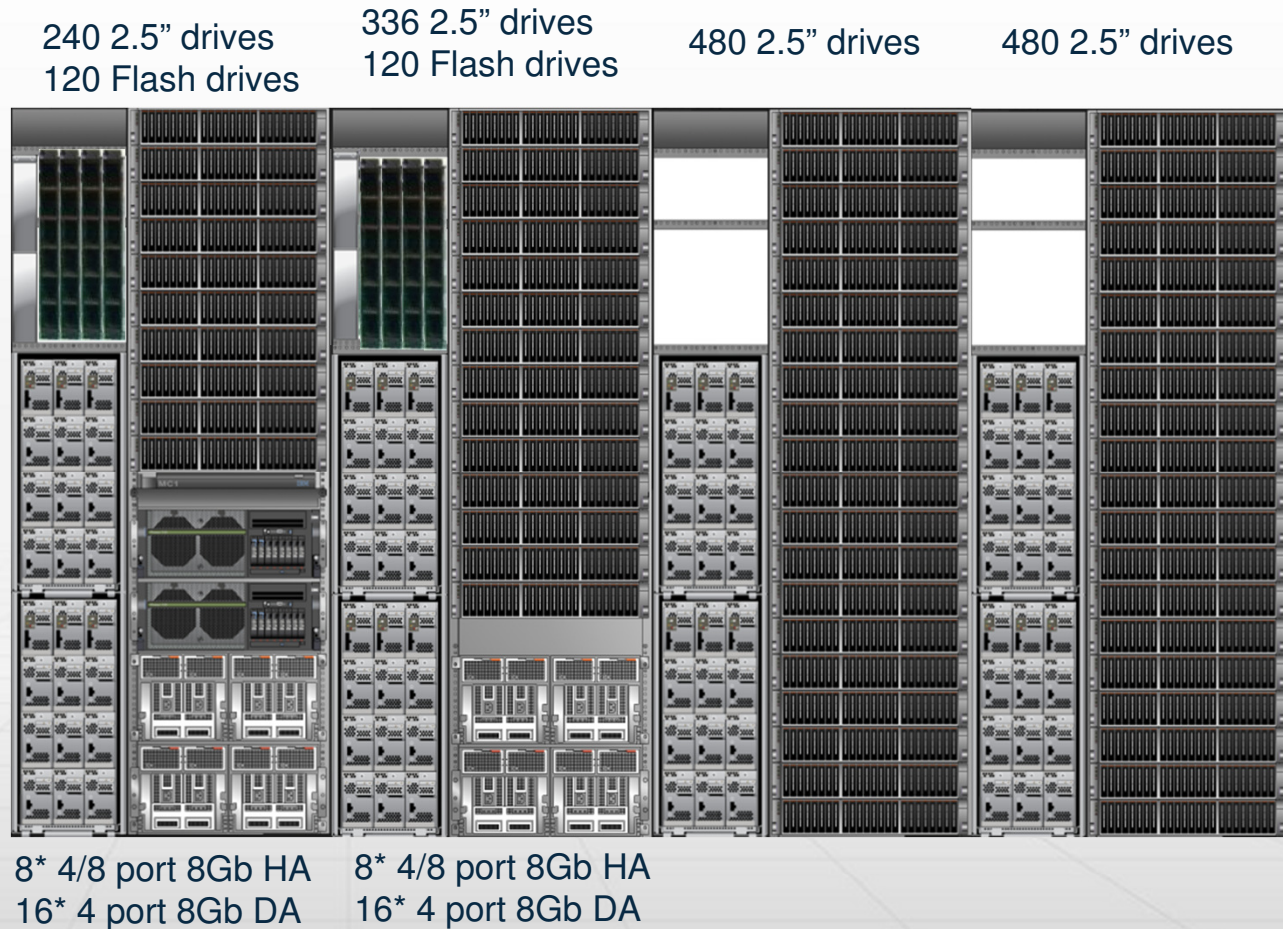 240 2.5” drives
120 Flash drives
336 2.5” drives
120 Flash drives
480 2.5” drives
480 2.5” drives
MC1
IBM
8* 4/8 port 8Gb HA
16* 4 port 8Gb DA
8* 4/8 port 8Gb HA
16* 4 port 8Gb DA